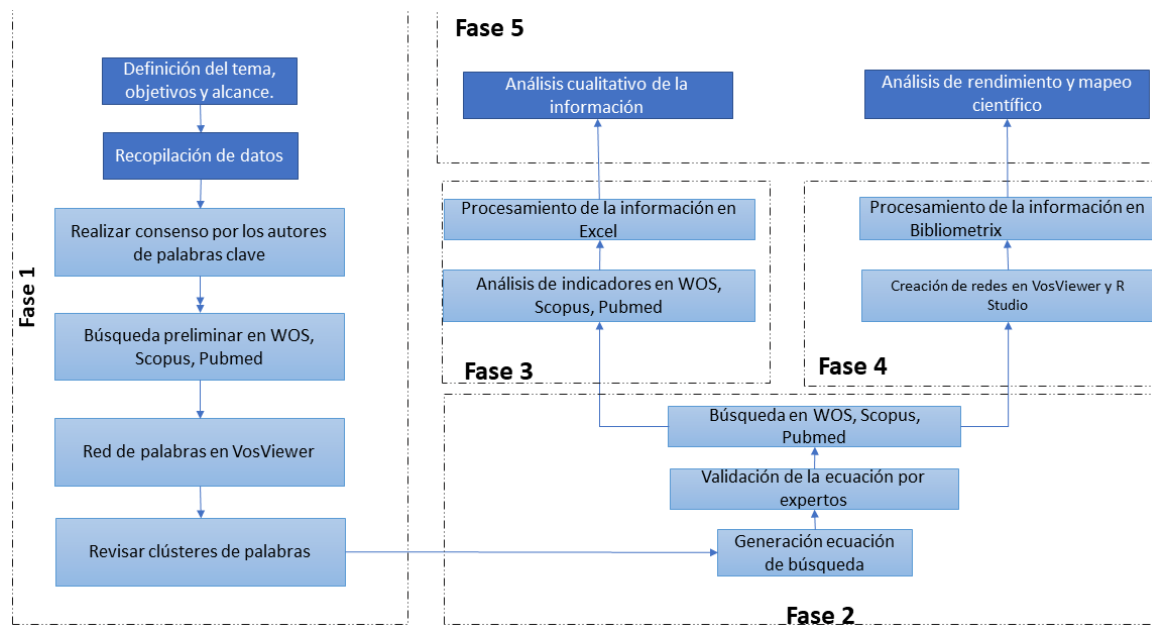 Fase 1
Definición del tema,
objetivos y alcance.
Recopilación de datos
Realizar consenso por los autores
de palabras clave
Búsqueda preliminar en WOS,
Scopus, Pubmed
Red de palabras en VosViewer
Revisar clústeres de palabras
Fase 2
Generación ecuación
de búsqueda
Validación de la ecuación por
expertos
Búsqueda en WOS, Scopus,
Pubmed
Fase 3
Análisis de indicadores en WOS,
Scopus, Pubmed
Procesamiento de la información en
Excel
Fase 4
Creación de redes en VosViewer y R
Studio
Procesamiento de la información en
Bibliometrix
Fase 5
Análisis cualitativo de la
información
Análisis de rendimiento y mapeo
científico